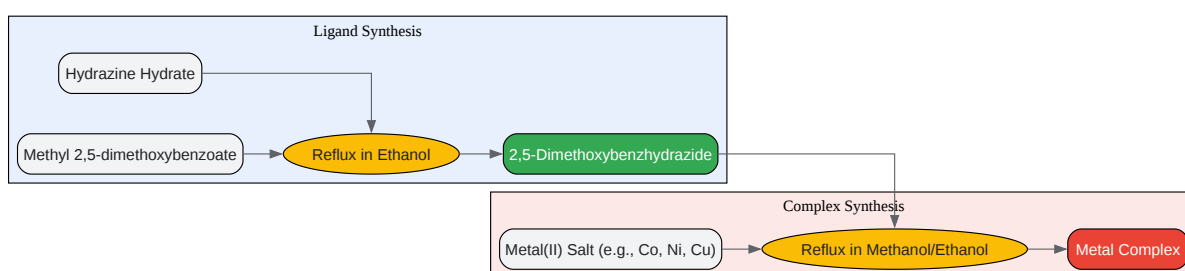 Ligand Synthesis
Hydrazine Hydrate
Methyl 2,5-dimethoxybenzoate
Reflux in Ethanol
2,5-Dimethoxybenzhydrazide
Complex Synthesis
Metal(II) Salt (e.g., Co, Ni, Cu)
Reflux in Methanol/Ethanol
Metal Complex